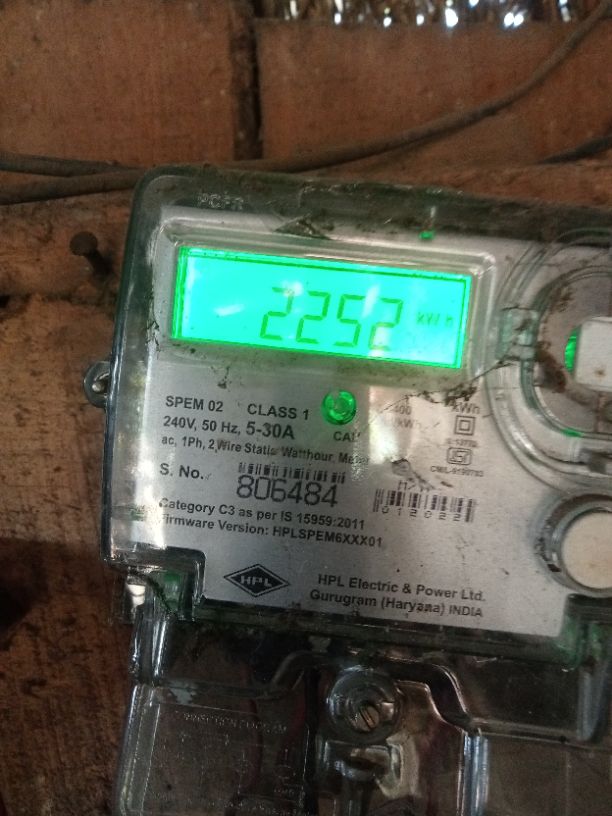 2252 kWh
SPEM 02 CLASS 1
240V, 50 Hz, 5-30A
CAL
kWh
ac, 1Ph, 2 Wire Static Watthour Meter
S. No.
806484
012022
Category C3 as per IS 15959:2011
Firmware Version: HPLSPEM6XXX01
HPL
HPL Electric & Power Ltd.
Gurugram (Haryana) INDIA